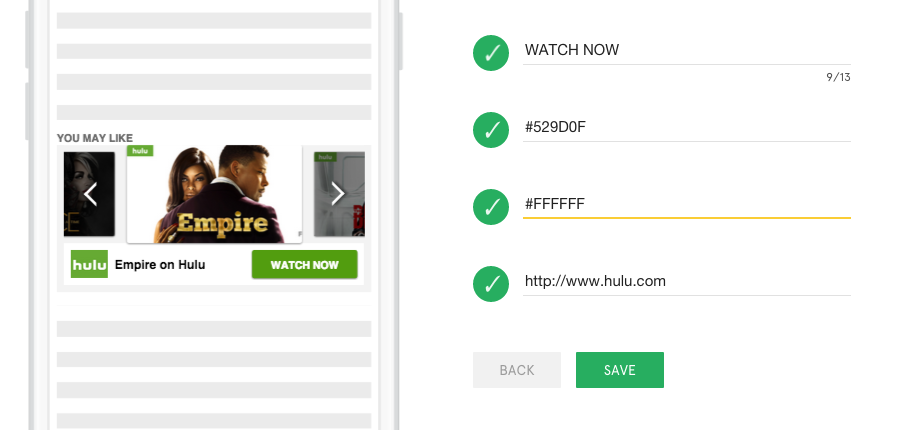 YOU MAY LIKE
hulu
hulu
Empire
hulu
Empire on Hulu
WATCH NOW
WATCH NOW
9/13
#529D0F
#FFFFFF
http://www.hulu.com
BACK
SAVE